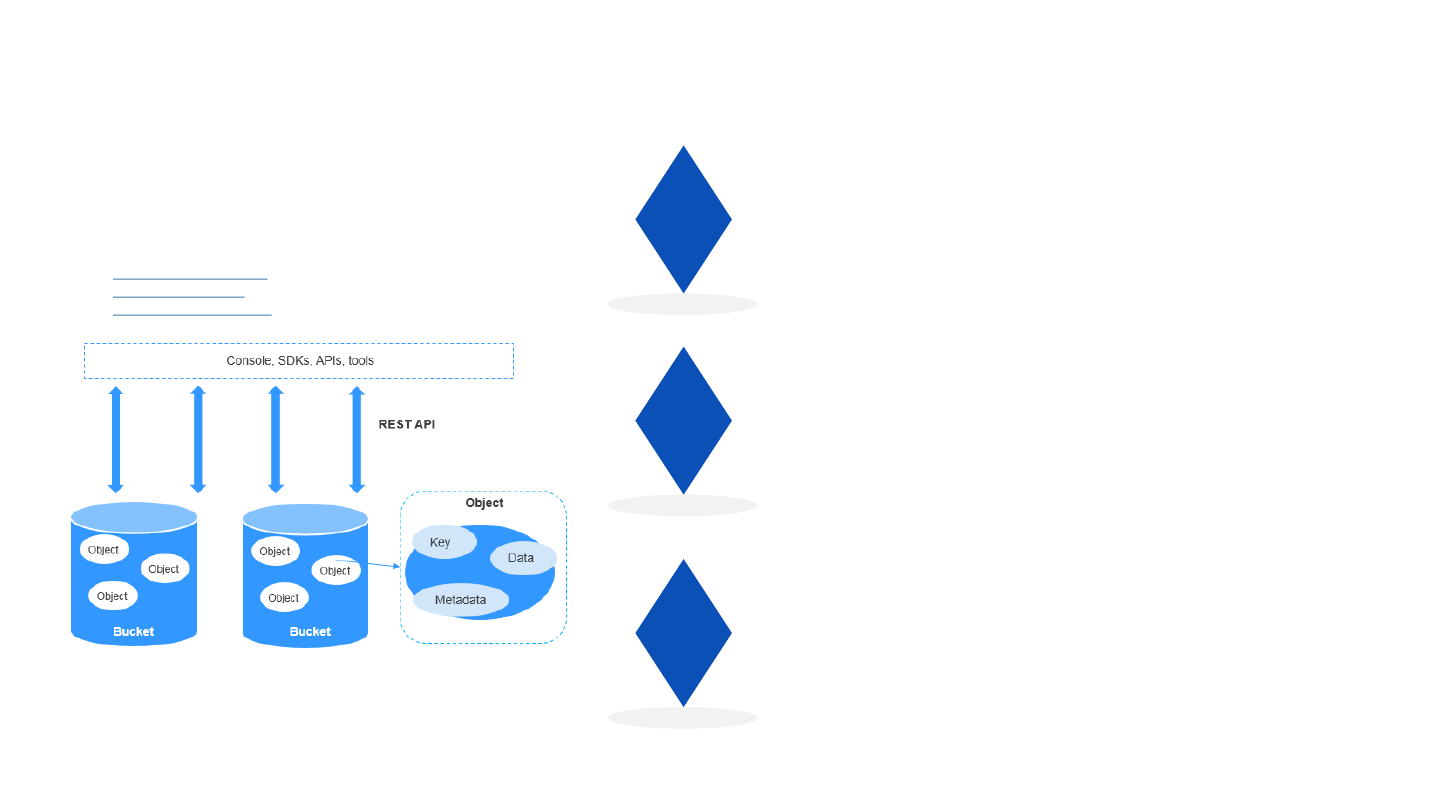 Console, SDKs, APIs, tools
REST API
Object
Key
Data
Metadata
Object
Object
Object
Bucket
Object
Object
Object
Bucket